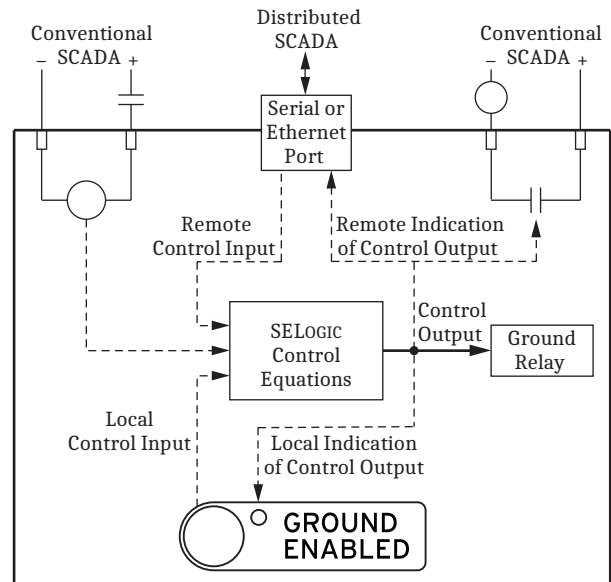 Conventional
SCADA
– +
Distributed
SCADA
Conventional
SCADA
– +
Serial or
Ethernet
Port
Remote
Control Input
Remote Indication
of Control Output
SELOGIC
Control
Equations
Control
Output
Ground
Relay
Local
Control Input
Local Indication
of Control Output
GROUND
ENABLED